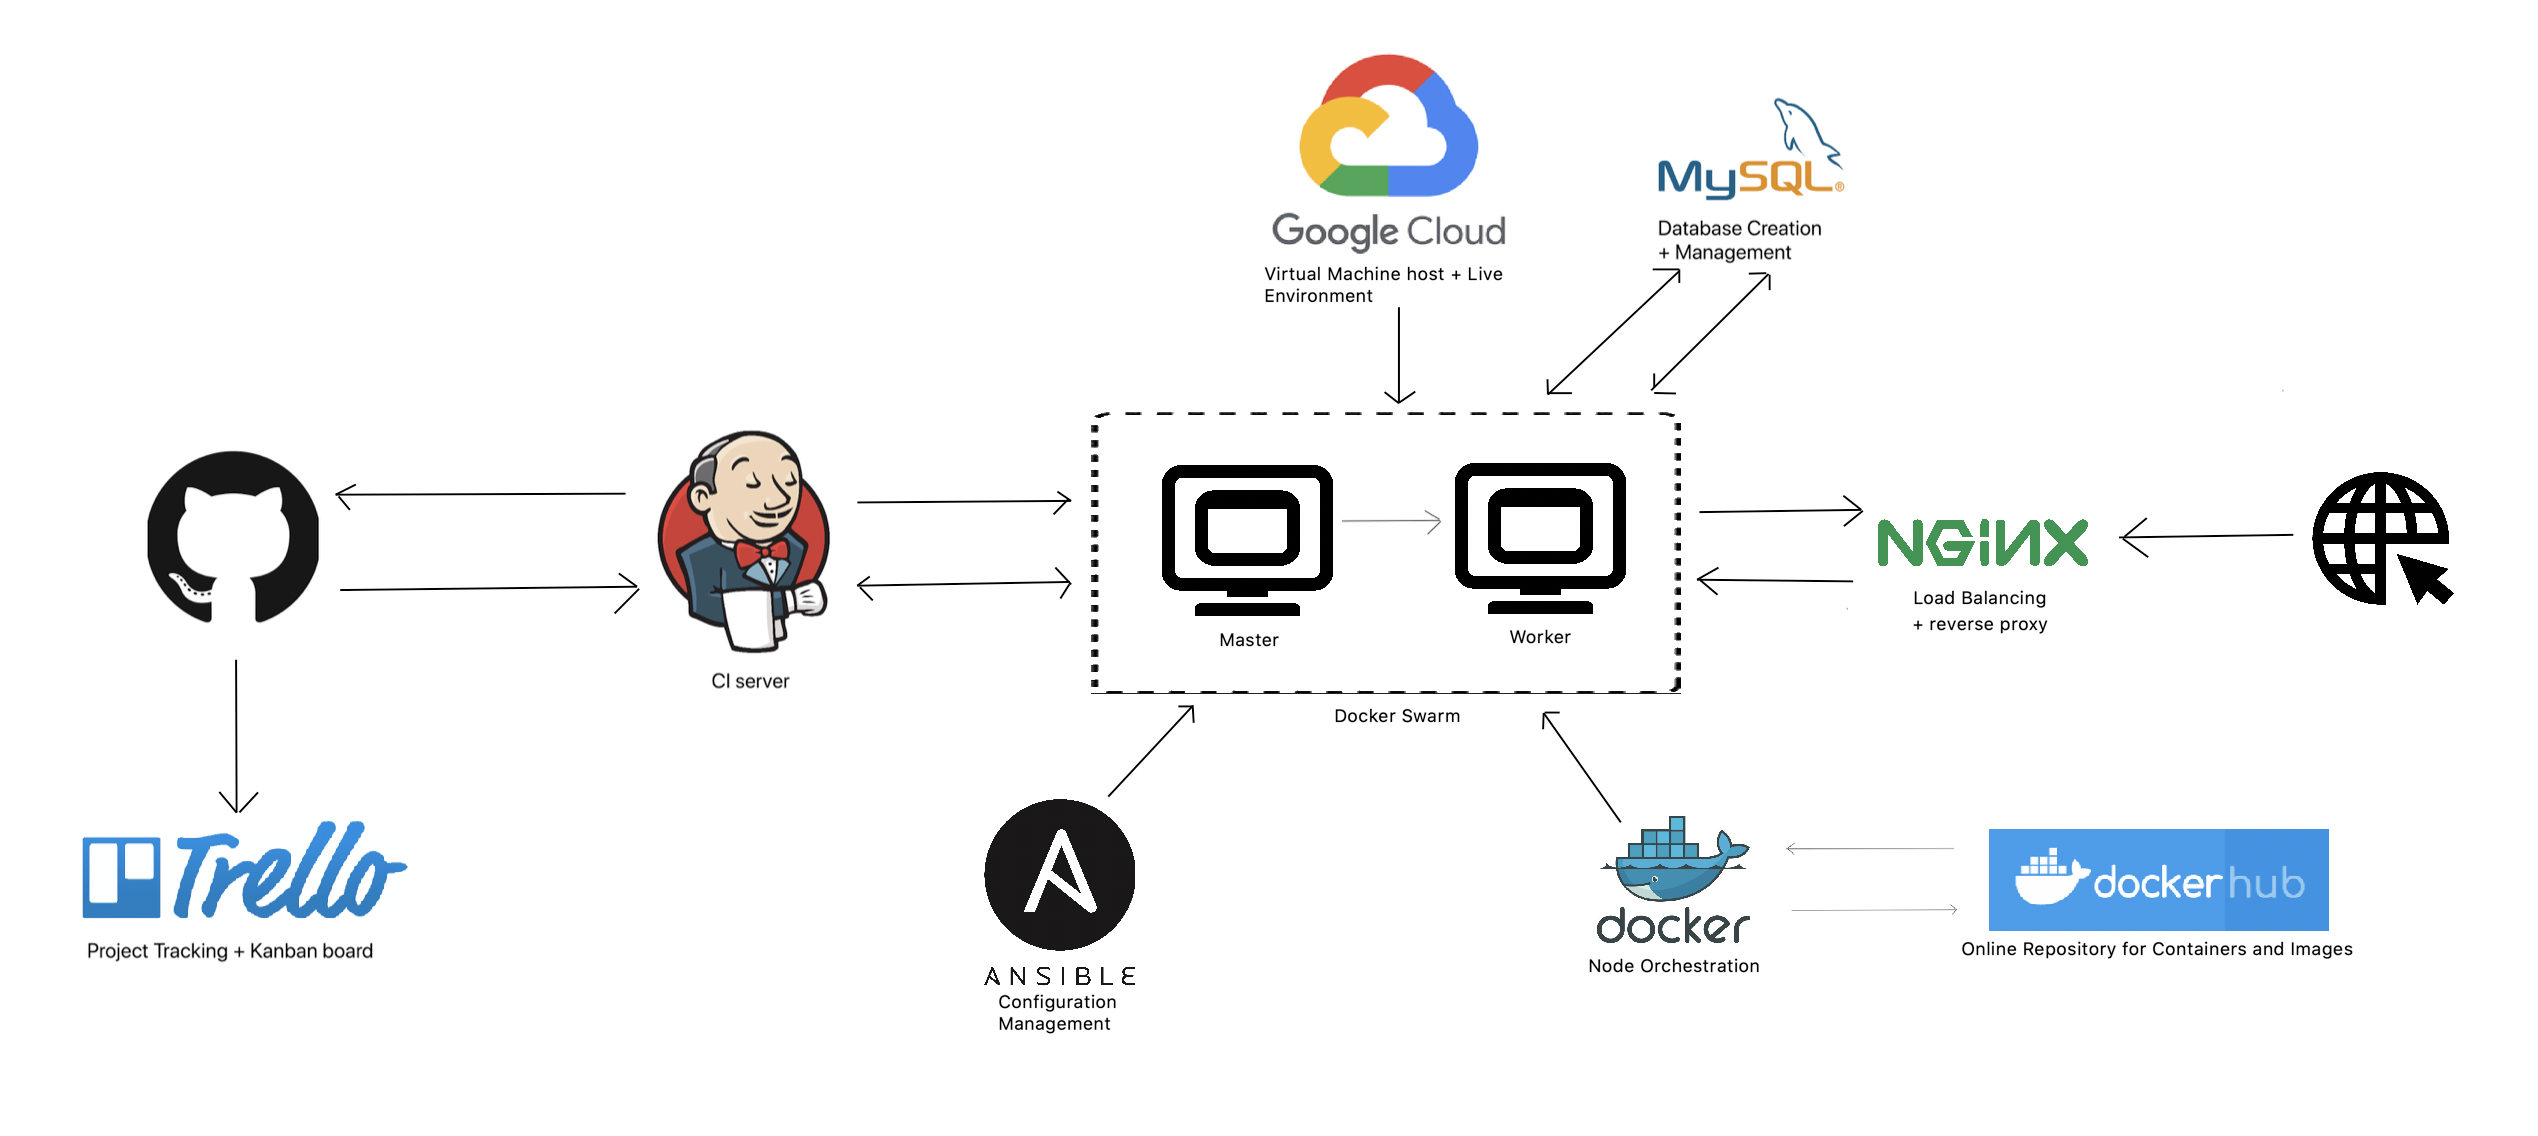 Google Cloud
Virtual Machine host + Live
Environment
MySQL®
Database Creation
+ Management
Master
Worker
Docker Swarm
CI server
NGINX
Load Balancing
+ reverse proxy
Trello
Project Tracking + Kanban board
ANSIBLE
Configuration
Management
docker
Node Orchestration
dockerhub
Online Repository for Containers and Images